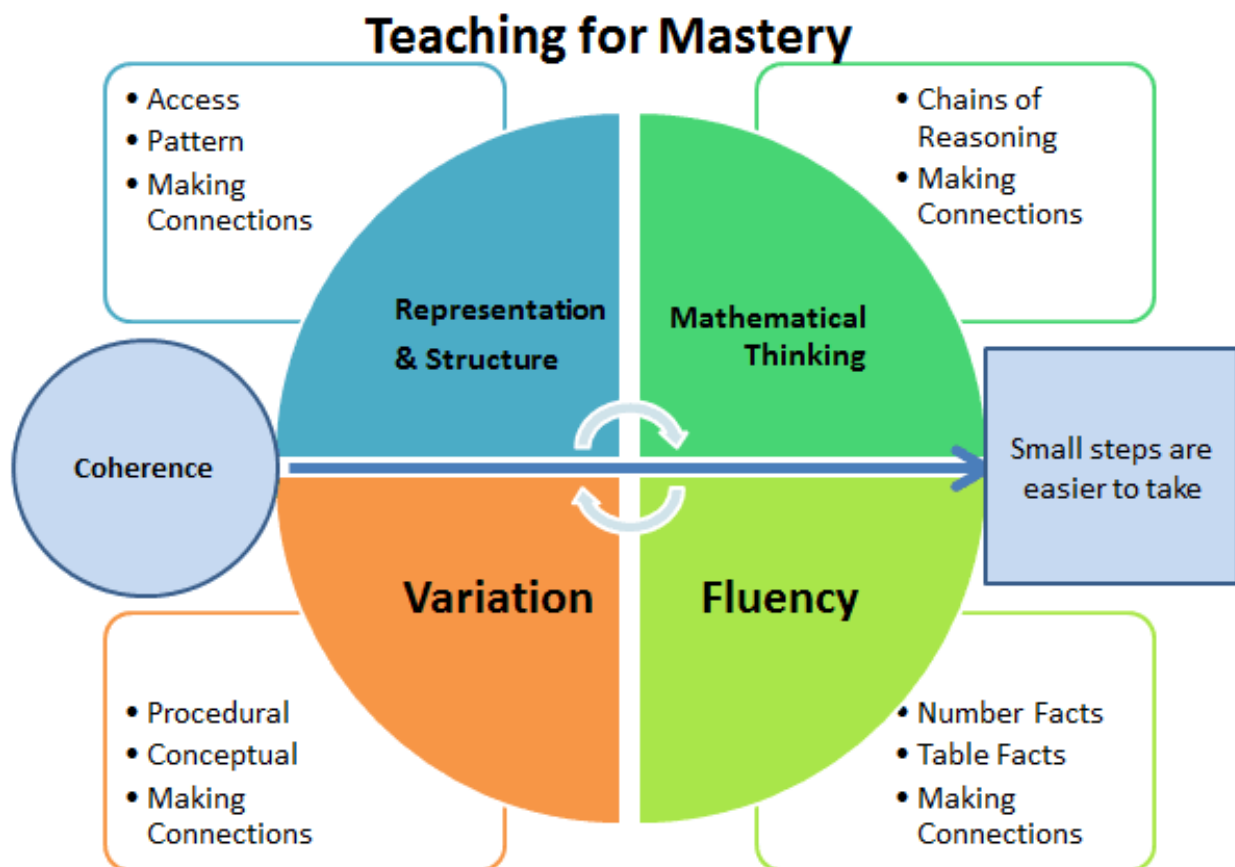 Teaching for Mastery
• Access
• Pattern
• Making
Connections
• Chains of
Reasoning
• Making
Connections
Representation
& Structure
Mathematical
Thinking
Coherence
Small steps are
easier to take
Variation
Fluency
• Procedural
• Conceptual
• Making
Connections
• Number Facts
• Table Facts
• Making
Connections